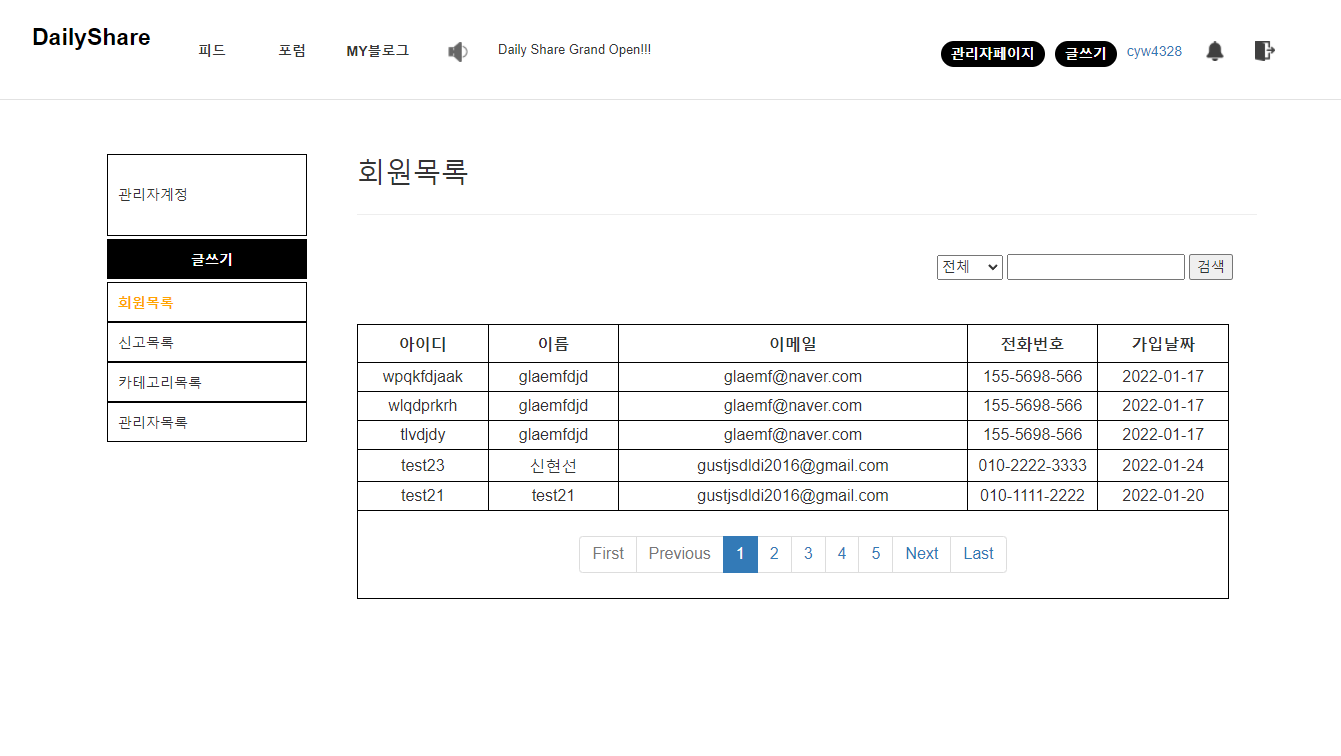 DailyShare 피드 포럼 MY블로그 Daily Share Grand Open!!! 관리자페이지 글쓰기 cyw4328
회원목록
관리자계정
글쓰기
회원목록
신고목록
카테고리목록
관리자목록
전체 검색
아이디 이름 이메일 전화번호 가입날짜
wpqkfdjaak glaemfdjd glaemf@naver.com 155-5698-566 2022-01-17
wlqdprkrh glaemfdjd glaemf@naver.com 155-5698-566 2022-01-17
tlvdjdy glaemfdjd glaemf@naver.com 155-5698-566 2022-01-17
test23 신현선 gustjsdldi2016@gmail.com 010-2222-3333 2022-01-24
test21 test21 gustjsdldi2016@gmail.com 010-1111-2222 2022-01-20
First Previous 1 2 3 4 5 Next Last